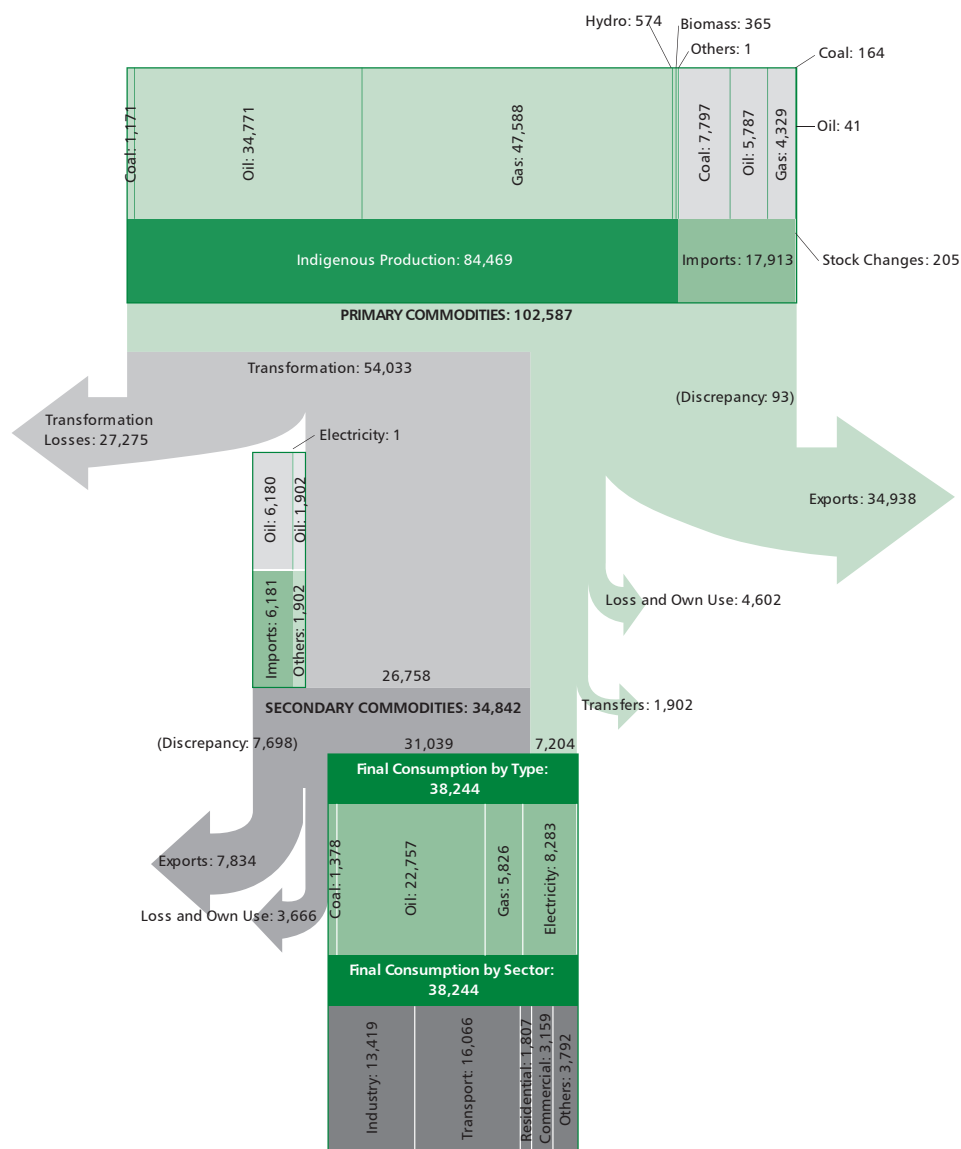 Hydro: 574
Biomass: 365
Others: 1
Coal: 164
Coal: 1,171
Oil: 34,771
Gas: 47,588
Coal: 7,797
Oil: 5,787
Gas: 4,329
Oil: 41
Indigenous Production: 84,469
Imports: 17,913
Stock Changes: 205
PRIMARY COMMODITIES: 102,587
Transformation: 54,033
(Discrepancy: 93)
Transformation
Losses: 27,275
Electricity: 1
Oil: 6,180
Oil: 1,902
Exports: 34,938
Imports: 6,181
Others: 1,902
Loss and Own Use: 4,602
26,758
SECONDARY COMMODITIES: 34,842
Transfers: 1,902
(Discrepancy: 7,698)
31,039
7,204
Final Consumption by Type:
38,244
Coal: 1,378
Oil: 22,757
Gas: 5,826
Electricity: 8,283
Exports: 7,834
Loss and Own Use: 3,666
Final Consumption by Sector:
38,244
Industry: 13,419
Transport: 16,066
Residential: 1,807
Commercial: 3,159
Others: 3,792